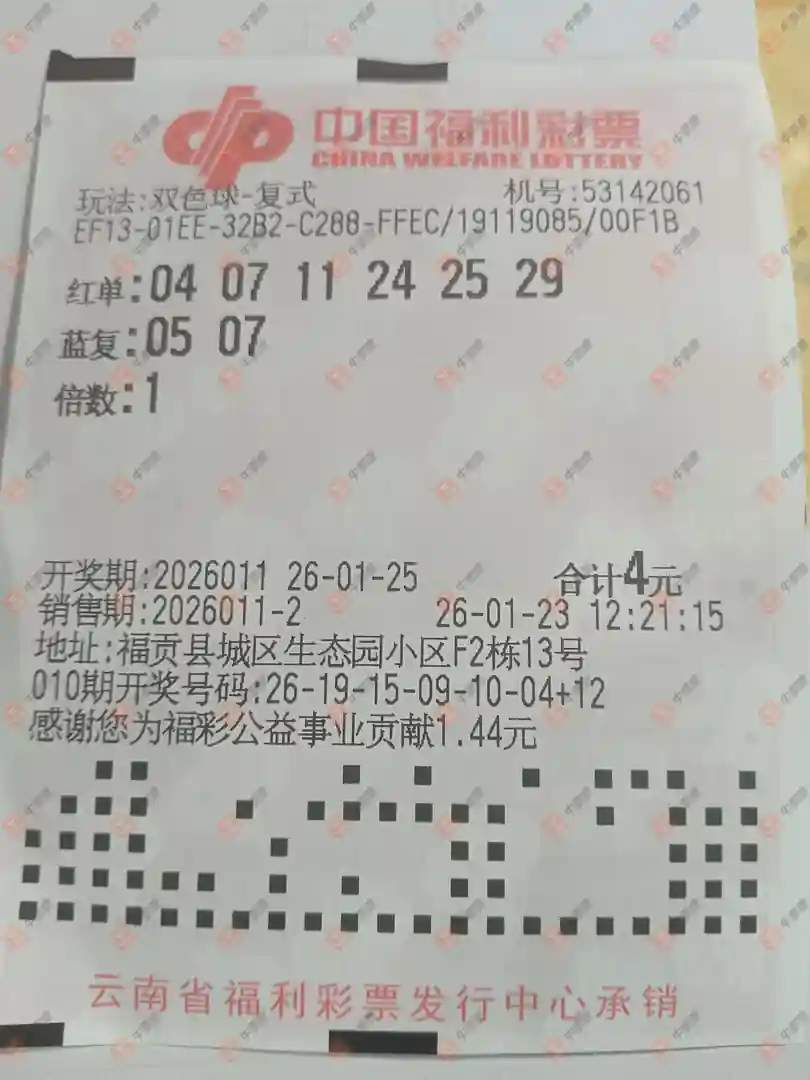 中国福利彩票
CHINA WELFARE LOTTERY
玩法:双色球-复式 机号:53142061
EF13-01EE-32B2-C288-FFEC/19119085/00F1B
红单:04 07 11 24 25 29
蓝复:05 07
倍数:1
开奖期:2026011 26-01-25 合计4元
销售期:2026011-2 26-01-23 12:21:15
地址:福贡县城区生态园小区F2栋13号
010期开奖号码:26-19-15-09-10-04+12
感谢您为福彩公益事业贡献1.44元
云南省福利彩票发行中心承销